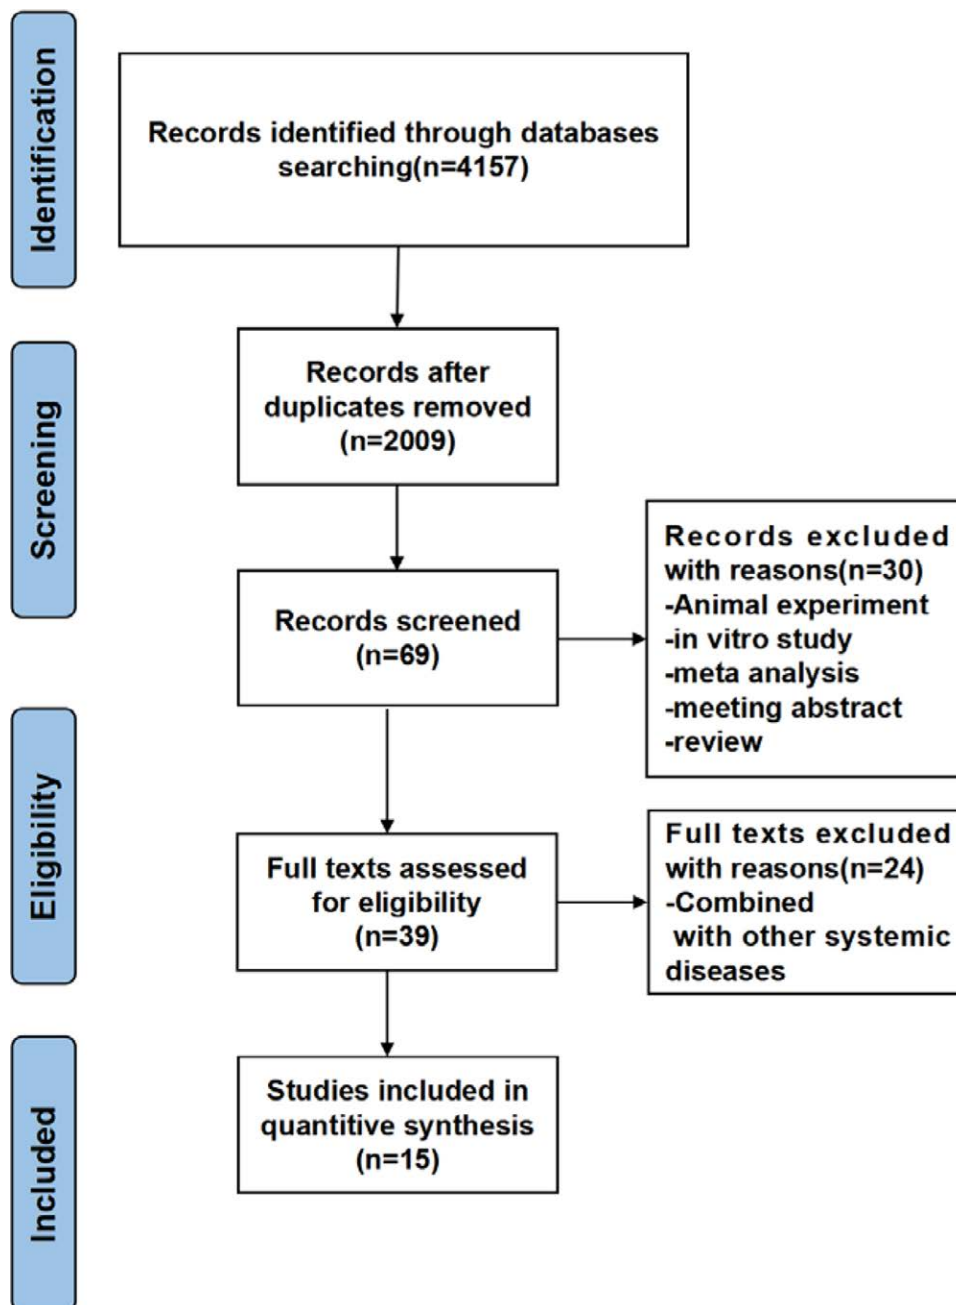 Identification
Records identified through databases
searching(n=4157)
Screening
Records after
duplicates removed
(n=2009)
Records screened
(n=69)
Records excluded
with reasons(n=30)
-Animal experiment
-in vitro study
-meta analysis
-meeting abstract
-review
Eligibility
Full texts assessed
for eligibility
(n=39)
Full texts excluded
with reasons(n=24)
-Combined
with other systemic
diseases
Included
Studies included in
quantitive synthesis
(n=15)